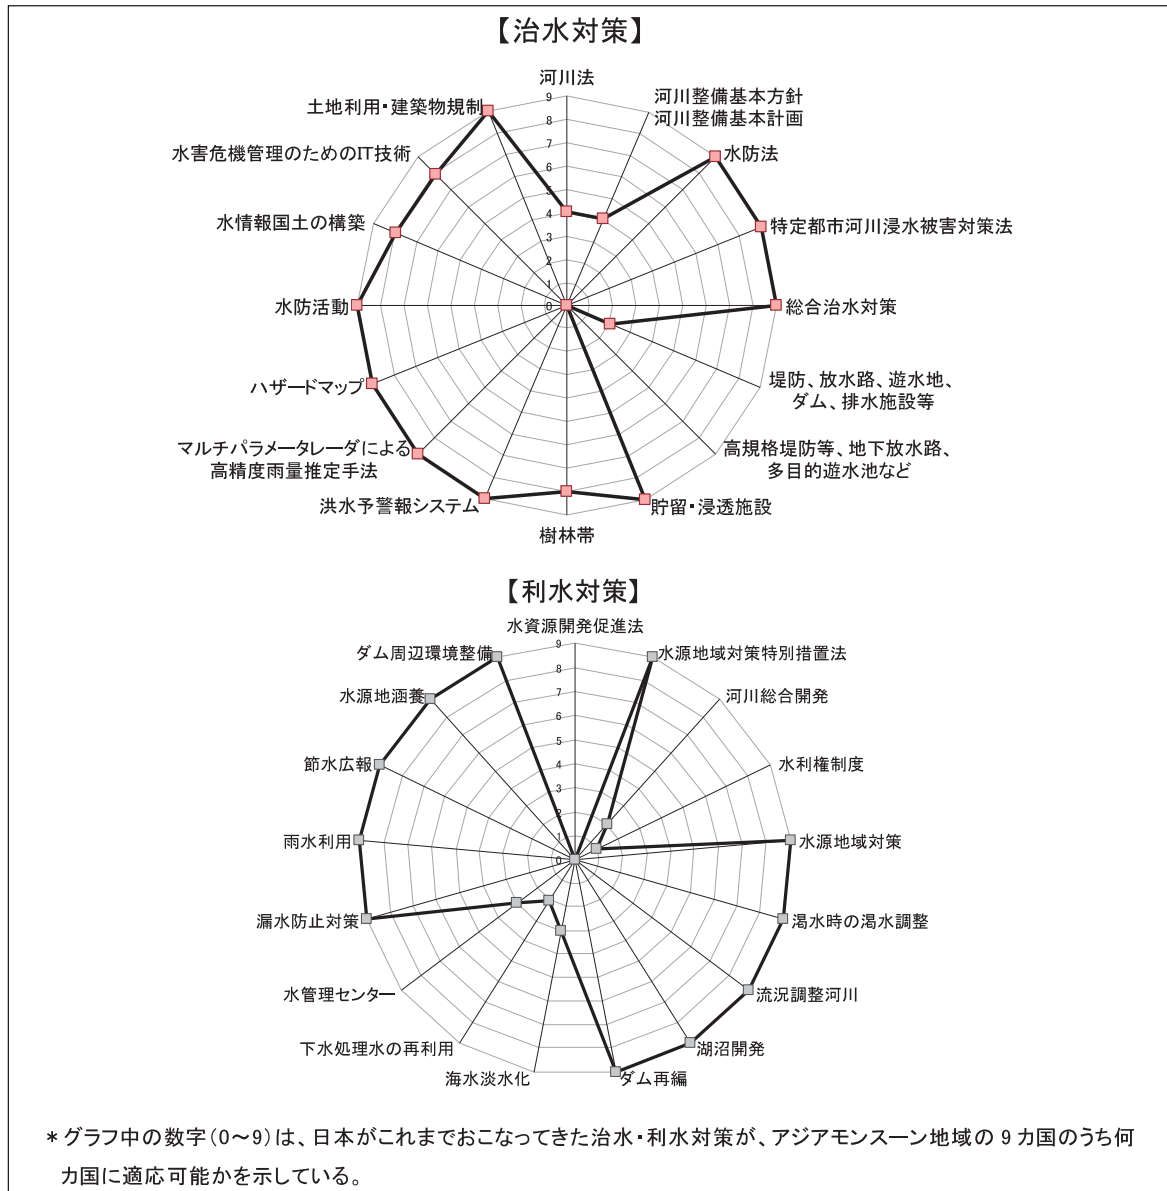 【治水対策】
河川法
河川整備基本方針
河川整備基本計画
水防法
特定都市河川浸水被害対策法
総合治水対策
堤防、放水路、遊水地、
ダム、排水施設等
高規格堤防等、地下放水路、
多目的遊水池など
貯留・浸透施設
樹林帯
洪水予警報システム
マルチパラメータレーダによる
高精度雨量推定手法
ハザードマップ
水防活動
水情報国土の構築
水害危機管理のためのIT技術
土地利用・建築物規制
9
8
7
6
5
4
3
2
1
0
【利水対策】
水資源開発促進法
水源地域対策特別措置法
河川総合開発
水利権制度
水源地域対策
渇水時の渇水調整
流況調整河川
湖沼開発
ダム再編
海水淡水化
下水処理水の再利用
水管理センター
漏水防止対策
雨水利用
節水広報
水源地涵養
ダム周辺環境整備
9
8
7
6
5
4
3
2
1
0
＊グラフ中の数字（0～9）は、日本がこれまでおこなってきた治水・利水対策が、アジアモンスーン地域の 9 カ国のうち何
カ国に適応可能かを示している。